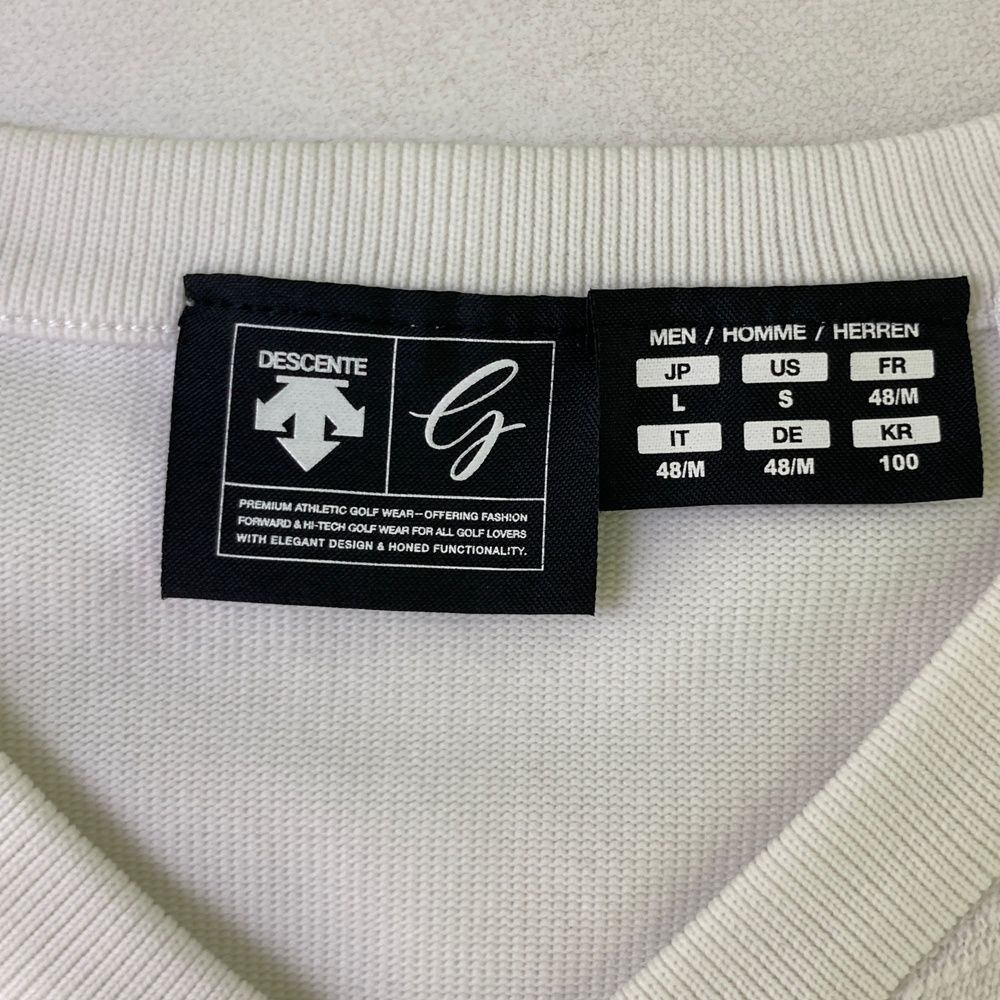 DESCENTE
G
PREMIUM ATHLETIC GOLF WEAR—OFFERING FASHION
FORWARD & HI-TECH GOLF WEAR FOR ALL GOLF LOVERS
WITH ELEGANT DESIGN & HONED FUNCTIONALITY.
MEN / HOMME / HERREN
JP US FR
L S 48/M
IT DE KR
48/M 48/M 100